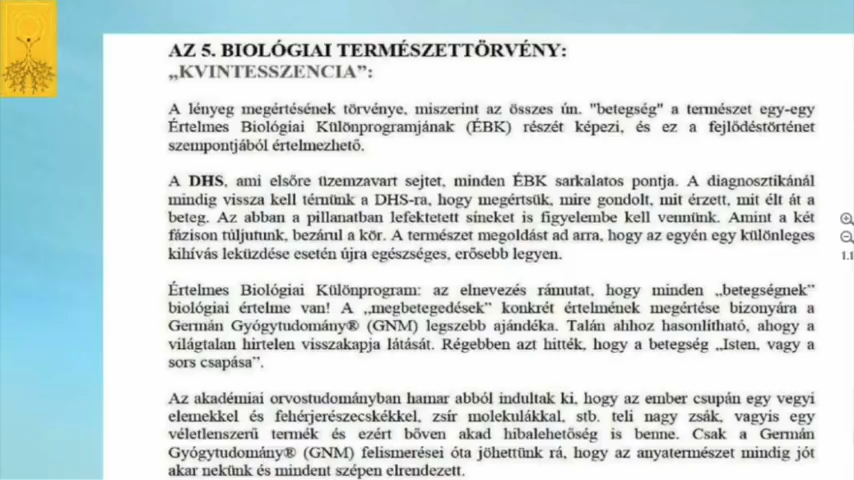 AZ 5. BIOLÓGIAI TERMÉSZETTÖRVÉNY:
„KVINTESSZENCIA”:
A lényeg megértésének törvénye, miszerint az összes ún. "betegség" a természet egy-egy
Értelmes Biológiai Különprogramjának (ÉBK) részét képezi, és ez a fejlődéstörténet
szempontjából értelmezhető.
A DHS, ami elsőre üzemzavart sejtet, minden ÉBK sarkalatos pontja. A diagnosztikánál
mindig vissza kell térnünk a DHS-ra, hogy megértsük, mire gondolt, mit érzett, mit élt át a
beteg. Az abban a pillanatban lefektetett síneket is figyelembe kell vennünk. Amint a két
fázison túljutunk, bezárul a kör. A természet megoldást ad arra, hogy az egyén egy különleges
kihívás leküzdése esetén újra egészséges, erősebb legyen.
Értelmes Biológiai Különprogram: az elnevezés rámutat, hogy minden „betegségnek”
biológiai értelme van! A „megbetegedések” konkrét értelmének megértése bizonyára a
Germán Gyógytudomány® (GNM) legszebb ajándéka. Talán ahhoz hasonlítható, ahogy a
világtalan hirtelen visszakapja látását. Régebben azt hitték, hogy a betegség „Isten, vagy a
sors csapása”.
Az akadémiai orvostudományban hamar abból indultak ki, hogy az ember csupán egy vegyi
elemekkel és fehérjerészecskékkel, zsír molekulákkal, stb. teli nagy zsák, vagyis egy
véletlenszerű termék és ezért bőven akad hibalehetőség is benne. Csak a Germán
Gyógytudomány® (GNM) felismerései óta jöhettünk rá, hogy az anyatermészet mindig jót
akar nekünk és mindent szépen elrendezett.
1.1